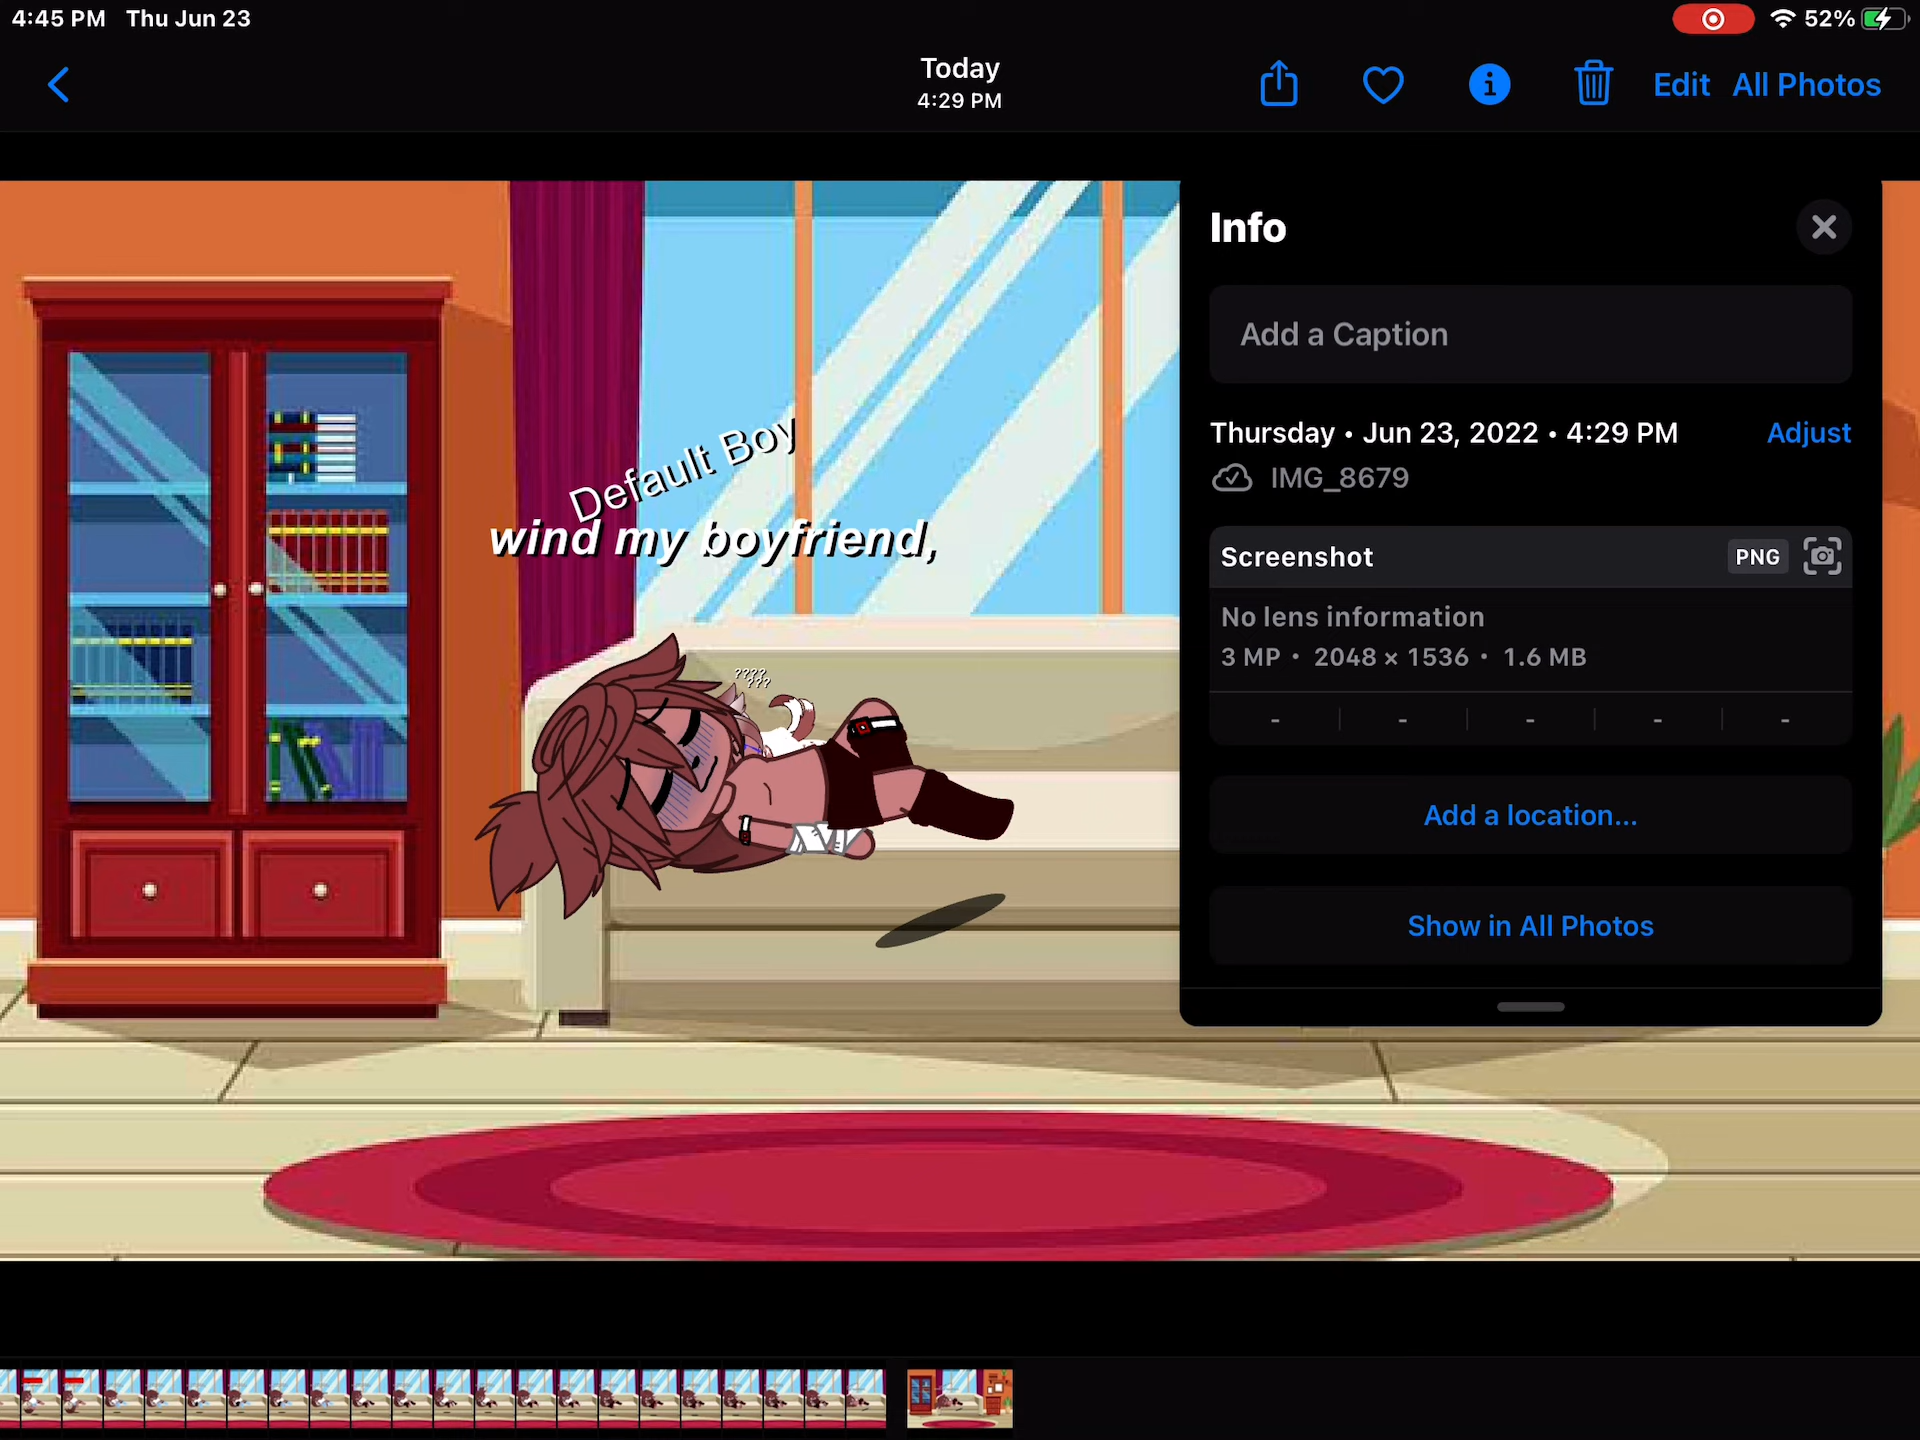 4:45 PM Thu Jun 23
52%
Today
4:29 PM
Edit All Photos
Info
Add a Caption
Thursday • Jun 23, 2022 • 4:29 PM
Adjust
IMG_8679
Screenshot
PNG
No lens information
3 MP • 2048 × 1536 • 1.6 MB
- - - - -
Add a location...
Show in All Photos
Default Boy
wind my boyfriend,
????
???